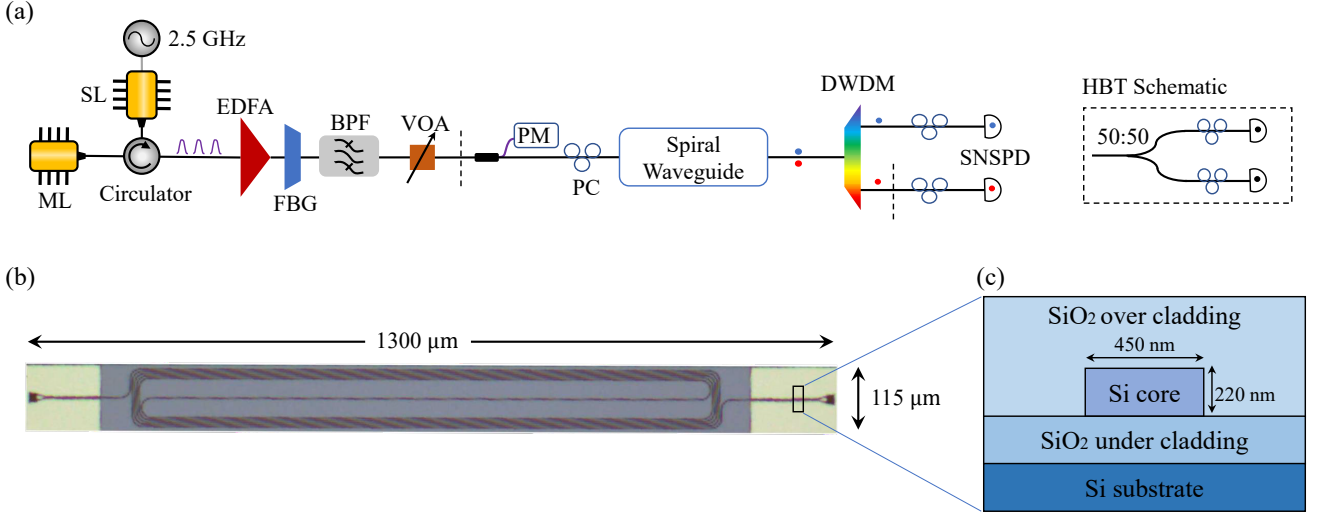 (a)
2.5 GHz
SL
ML
Circulator
EDFA
FBG
BPF
VOA
PM
PC
Spiral
Waveguide
DWDM
SNSPD
HBT Schematic
50:50
(b)
1300 μm
115 μm
(c)
SiO2 over cladding
450 nm
Si core
220 nm
SiO2 under cladding
Si substrate